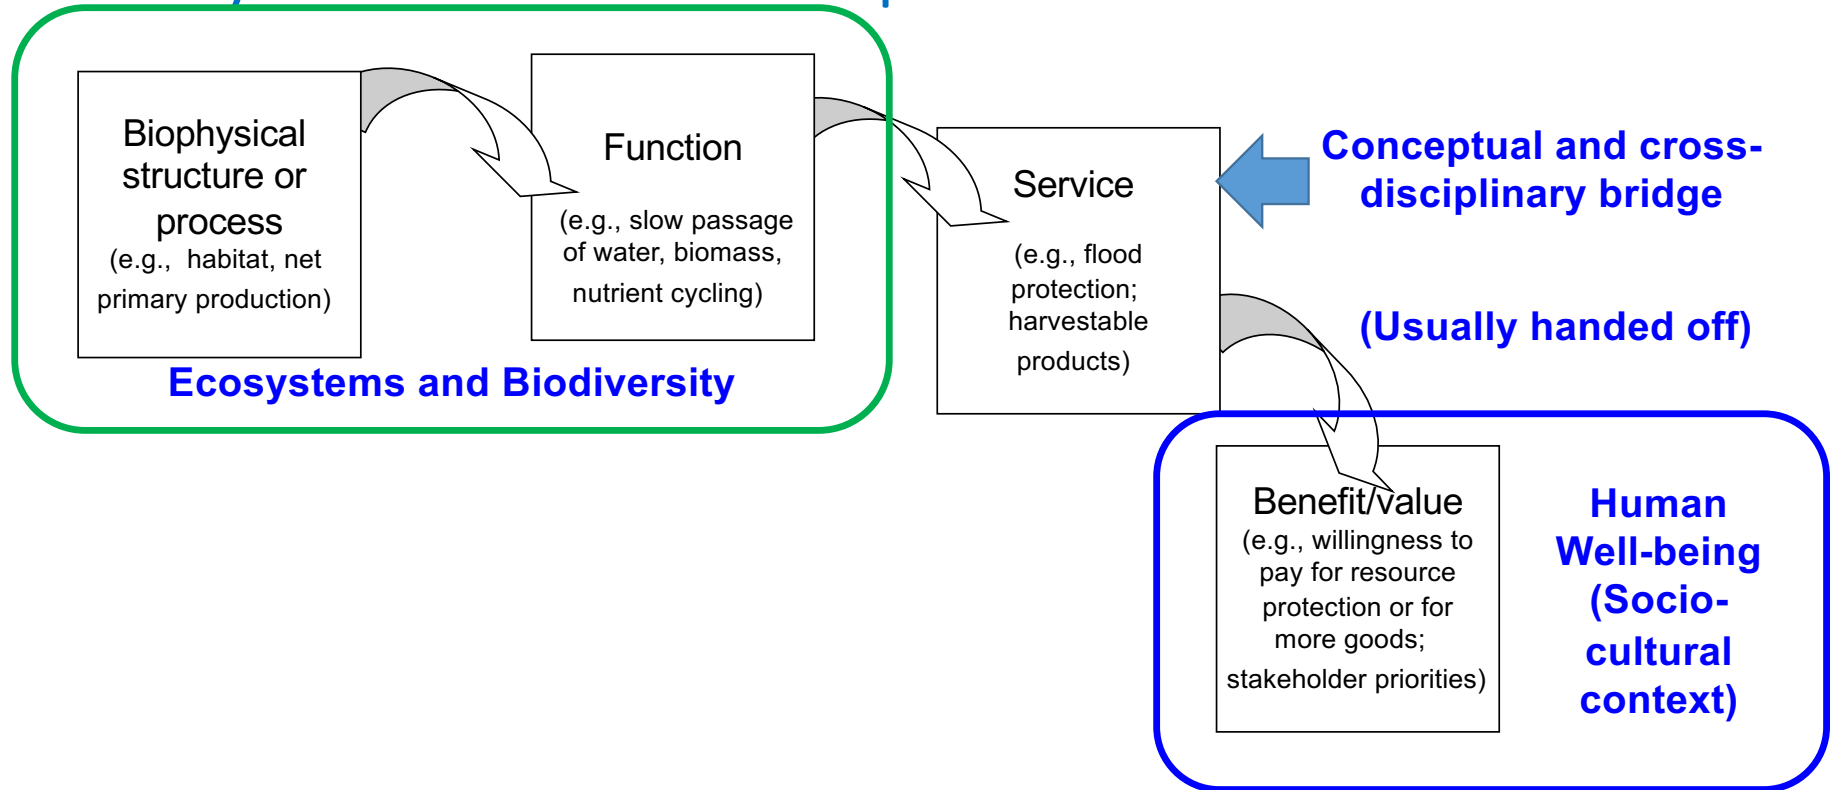 Biophysical
structure or
process
(e.g.,  habitat, net
primary production)
Function
(e.g., slow passage
of water, biomass,
nutrient cycling)
Ecosystems and Biodiversity
Service
(e.g., flood
protection;
harvestable
products)
Conceptual and cross-
disciplinary bridge
(Usually handed off)
Benefit/value
(e.g., willingness to
pay for resource
protection or for
more goods;
stakeholder priorities)
Human
Well-being
(Socio-
cultural
context)